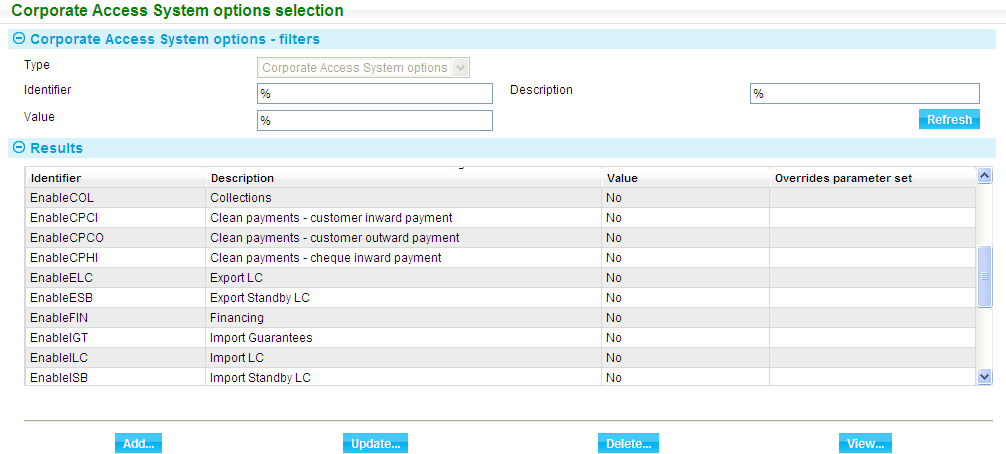 Corporate Access System options selection
Corporate Access System options - filters
Type Corporate Access System options
Identifier % Description %
Value % Refresh
Results
Identifier Description Value Overrides parameter set
EnableCOL Collections No
EnableCPCI Clean payments - customer inward payment No
EnableCPCO Clean payments - customer outward payment No
EnableCPHI Clean payments - cheque inward payment No
EnableELC Export LC No
EnableESB Export Standby LC No
EnableFIN Financing No
EnableIGT Import Guarantees No
EnableILC Import LC No
EnableISB Import Standby LC No
Add... Update... Delete... View...